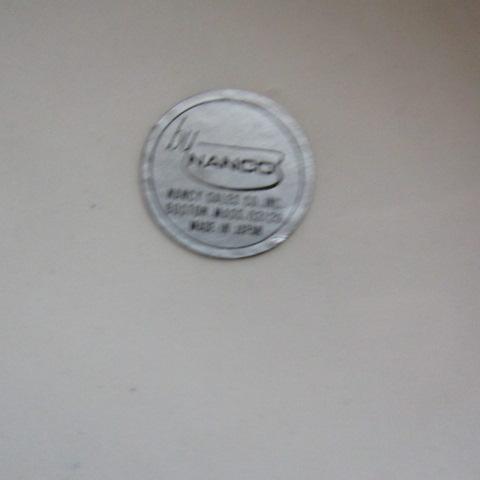 by
NANCO
NANCY SALES CO. INC.
BOSTON, MASS.
MADE IN JAPAN